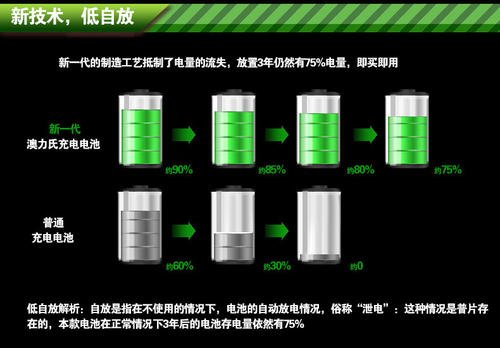 新技术，低自放
新一代的制造工艺抵制了电量的流失，放置3年仍然有75%电量，即买即用
新一代
澳力氏充电电池
约90%
约85%
约80%
约75%
普通
充电电池
约60%
约30%
约0
低自放解析：自放是指在不使用的情况下，电池的自动放电情况，俗称“泄电”：这种情况是普片存
在的，本款电池在正常情况下3年后的电池存电量依然有75%